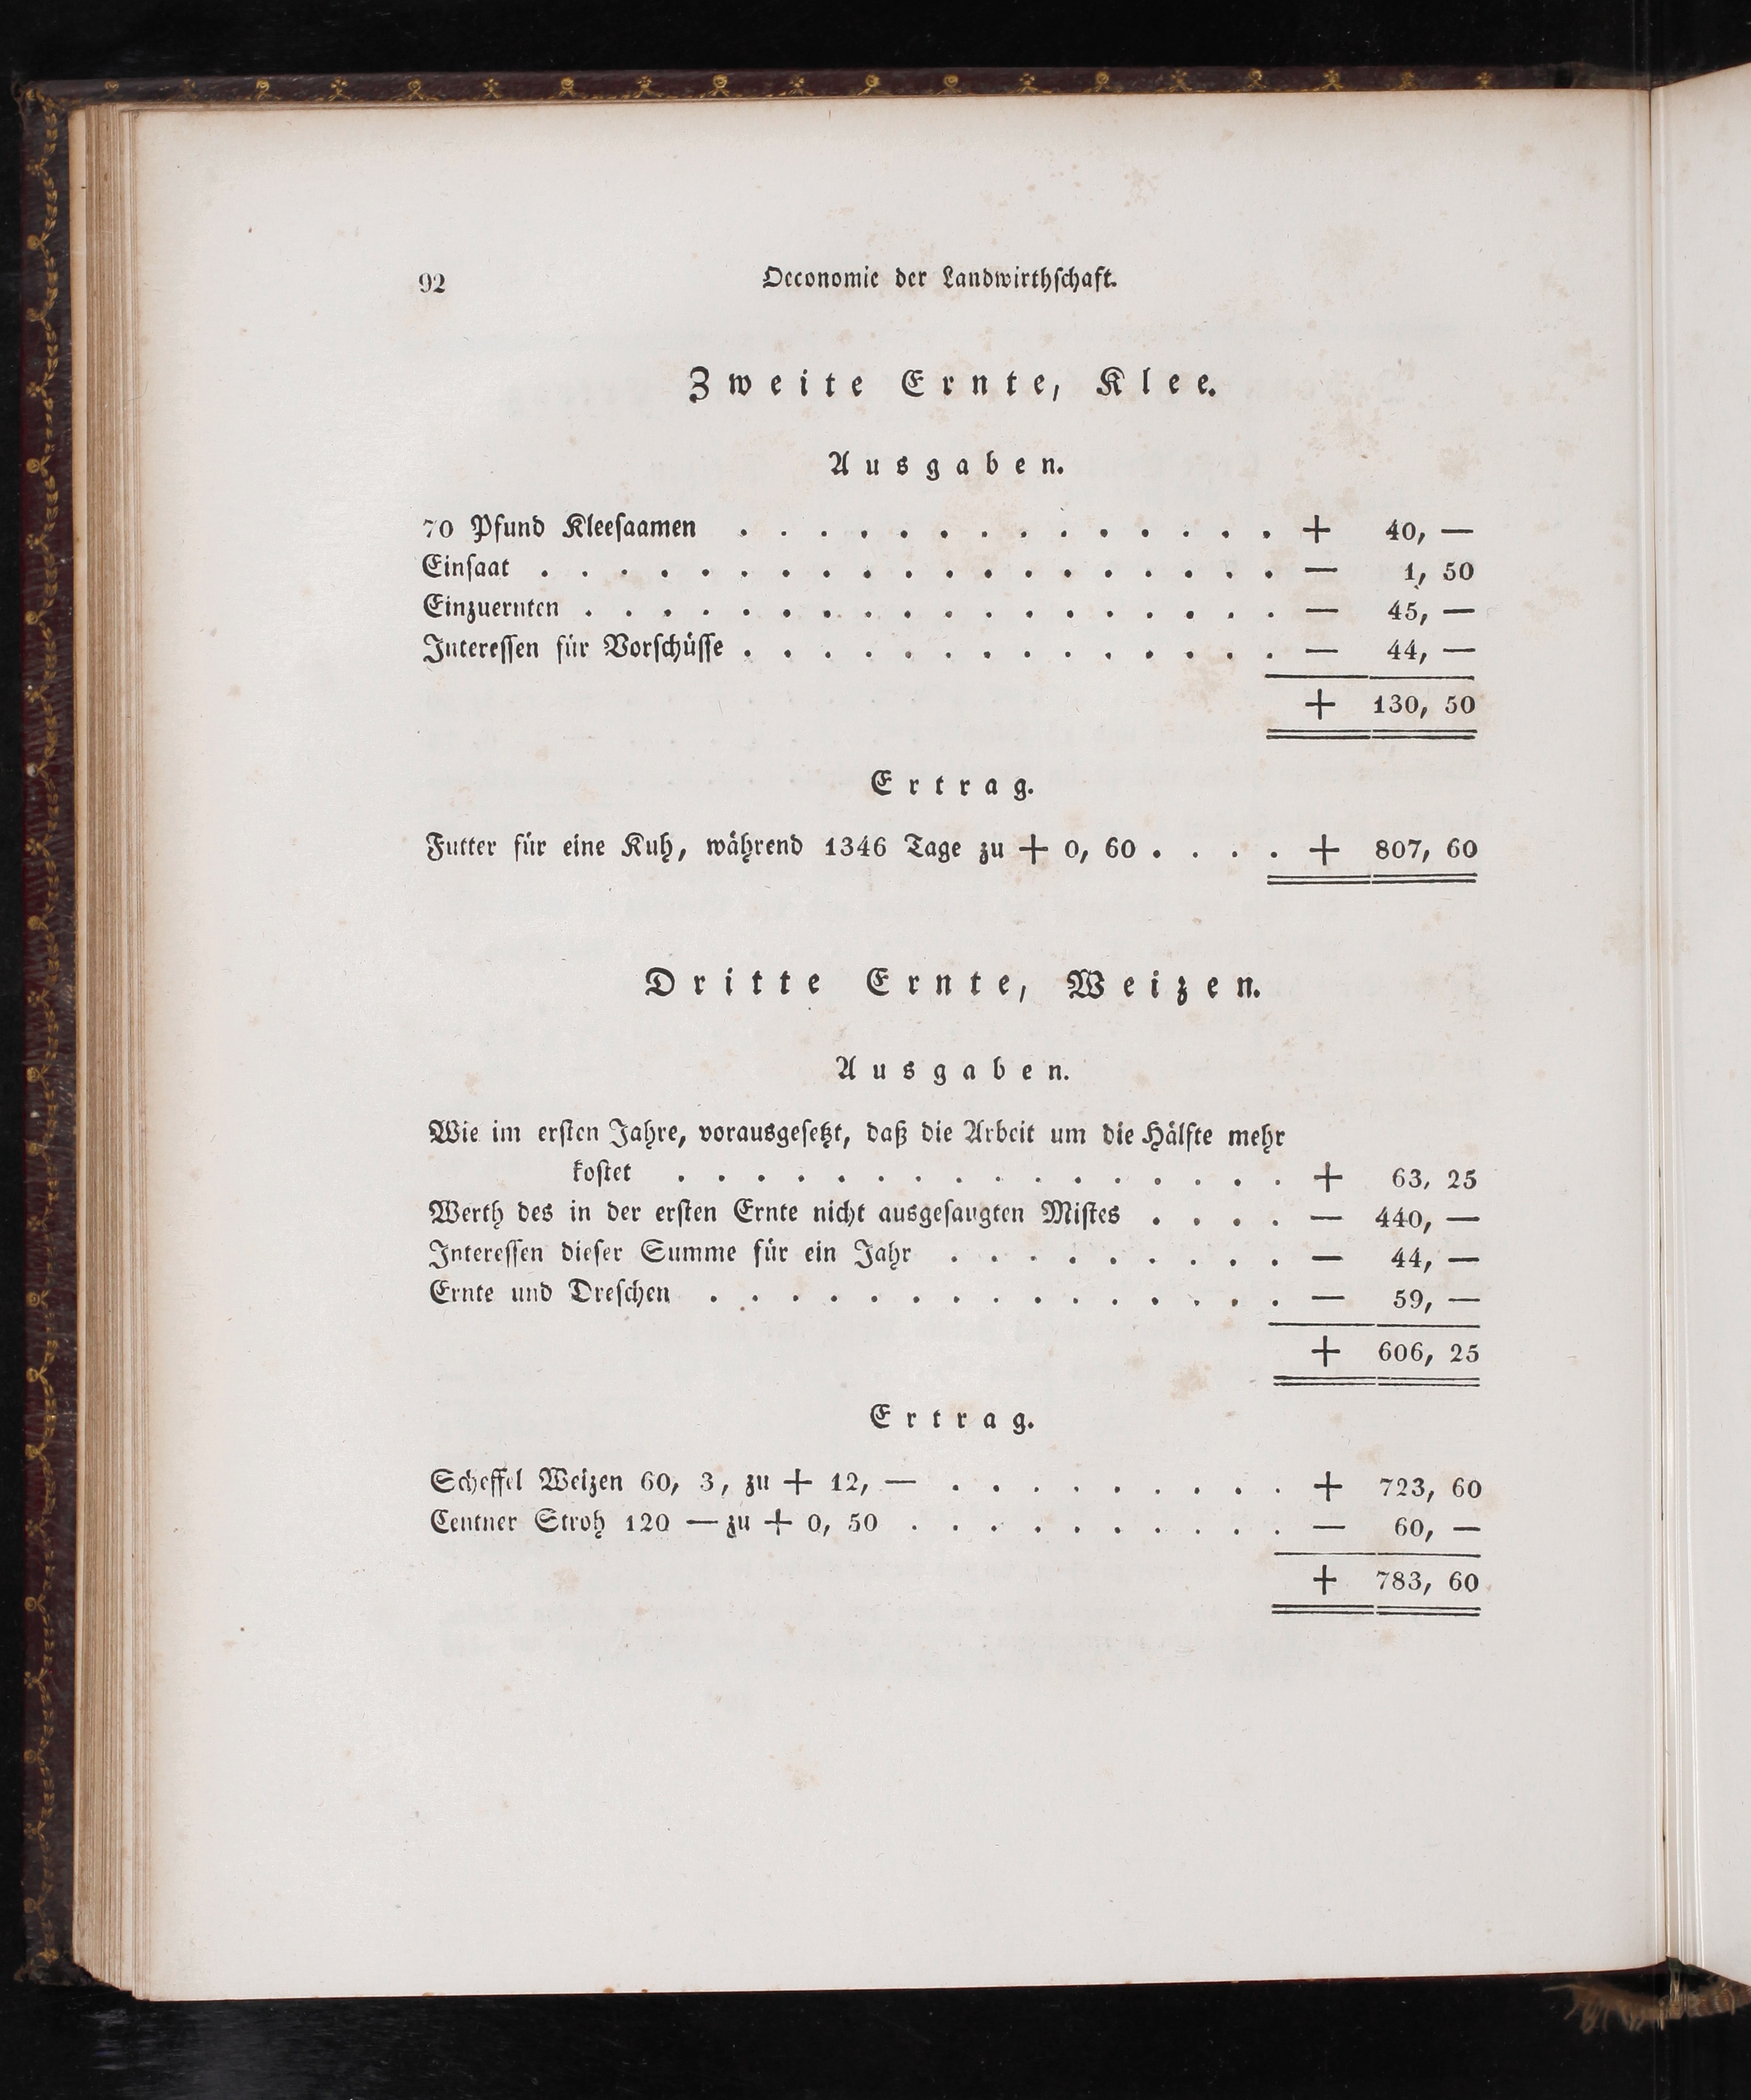 92 Oeconomie der Landwirthschaft.
Zweite Ernte, Klee.
Ausgaben.
70 Pfund Kleesaamen . . . . . . . . . . . . . . + 40, —
Einsaat . . . . . . . . . . . . . . . . . . . — 1, 50
Einzuernten . . . . . . . . . . . . . . . . . . — 45, —
Interessen für Vorschüsse . . . . . . . . . . . . . . — 44, —
+ 130, 50
Ertrag.
Futter für eine Kuh, während 1346 Tage zu + 0, 60 . . . . + 807, 60
Dritte Ernte, Weizen.
Ausgaben.
Wie im ersten Jahre, vorausgesetzt, daß die Arbeit um die Hälfte mehr
kostet . . . . . . . . . . . . . . . . + 63, 25
Werth des in der ersten Ernte nicht ausgesaugten Mistes . . . . — 440, —
Interessen dieser Summe für ein Jahr . . . . . . . . . — 44, —
Ernte und Dreschen . . . . . . . . . . . . . . . — 59, —
+ 606, 25
Ertrag.
Scheffel Weizen 60, 3, zu + 12, — . . . . . . . . . + 723, 60
Centner Stroh 120 — zu + 0, 50 . . . . . . . . . . — 60, —
+ 783, 60